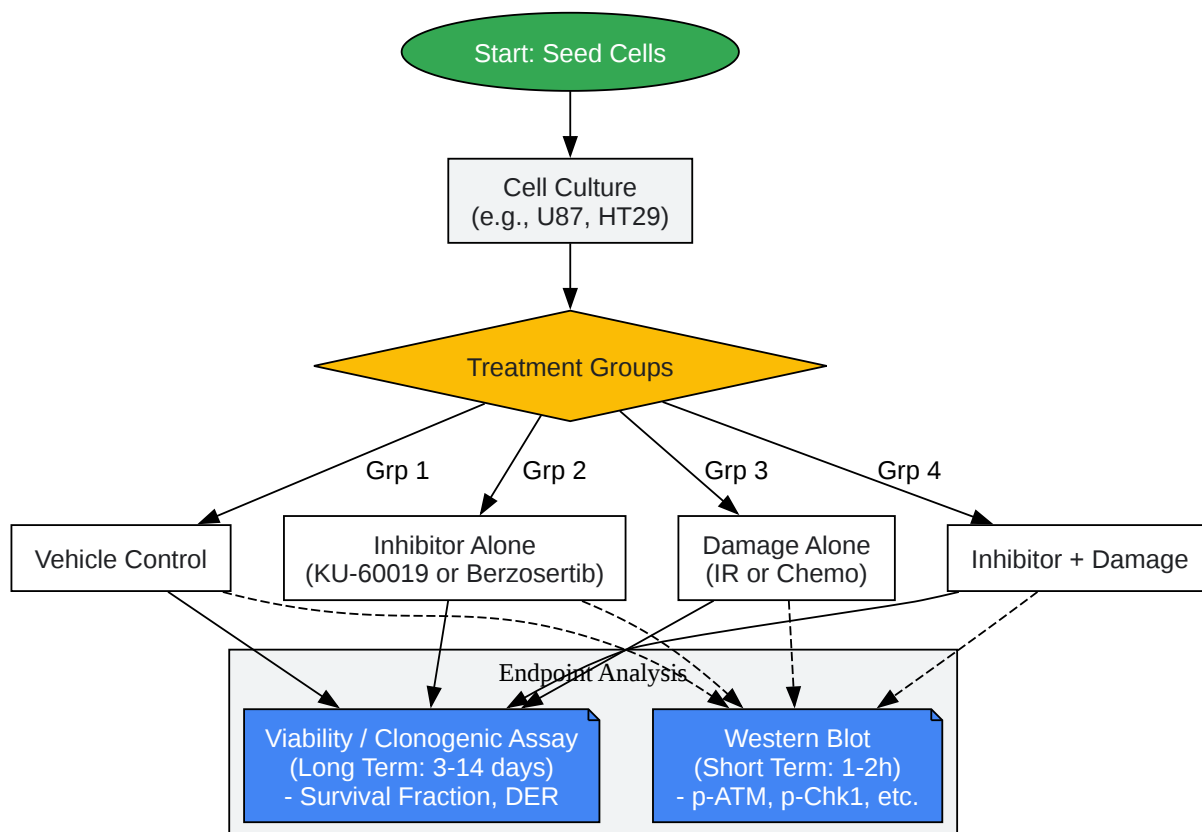 Start: Seed Cells
Cell Culture
(e.g., U87, HT29)
Treatment Groups
Grp 1
Grp 2
Grp 3
Grp 4
Vehicle Control
Inhibitor Alone
(KU-60019 or Berzosertib)
Damage Alone
(IR or Chemo)
Inhibitor + Damage
Endpoint Analysis
Viability / Clonogenic Assay
(Long Term: 3-14 days)
- Survival Fraction, DER
Western Blot
(Short Term: 1-2h)
- p-ATM, p-Chk1, etc.